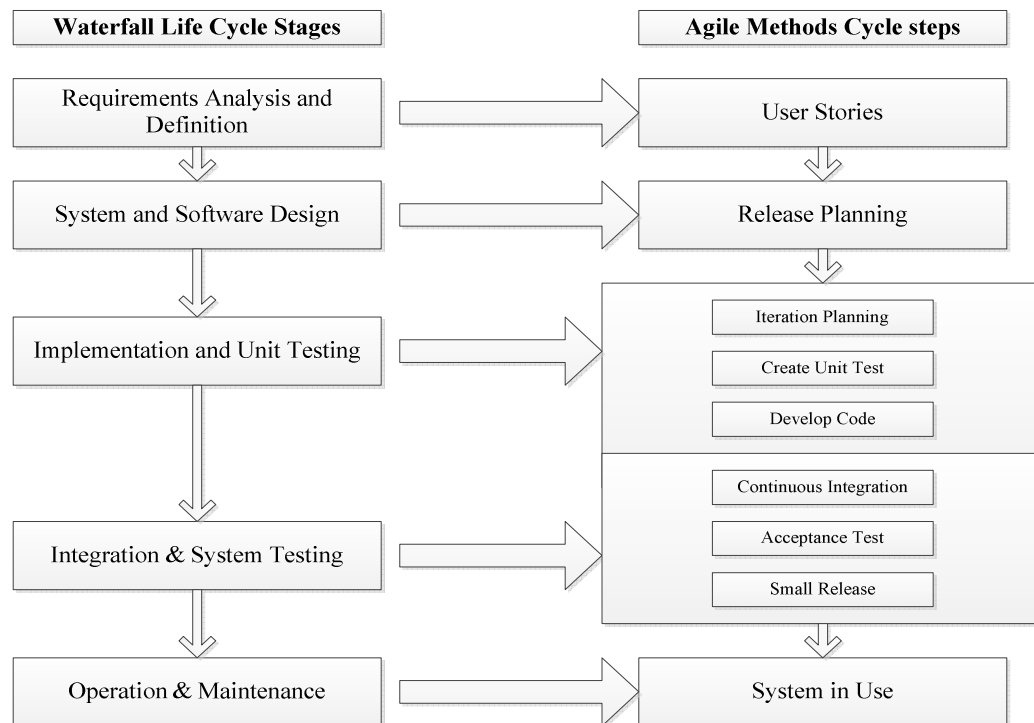 Waterfall Life Cycle Stages
Agile Methods Cycle steps
Requirements Analysis and
Definition
User Stories
System and Software Design
Release Planning
Implementation and Unit Testing
Iteration Planning
Create Unit Test
Develop Code
Integration & System Testing
Continuous Integration
Acceptance Test
Small Release
Operation & Maintenance
System in Use